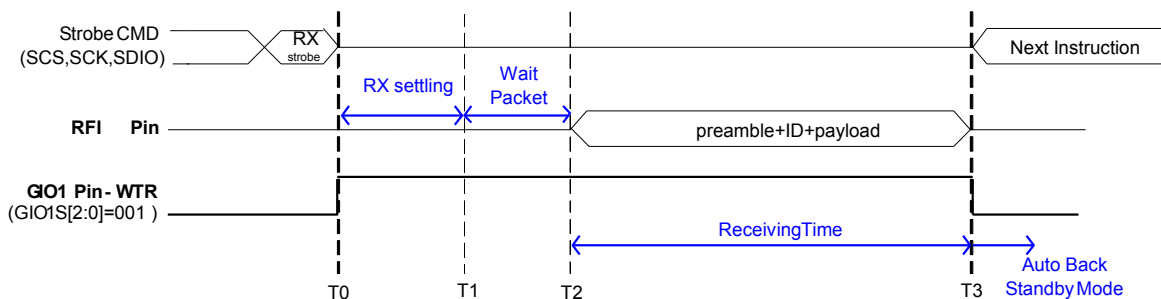 Strobe CMD
(SCS,SCK,SDIO)
RX
strobe
Next Instruction
RX settling
Wait
Packet
RFI Pin
preamble+ID+payload
GIO1 Pin - WTR
(GIO1S[2:0]=001 )
ReceivingTime
Auto Back
Standby Mode
T0
T1
T2
T3